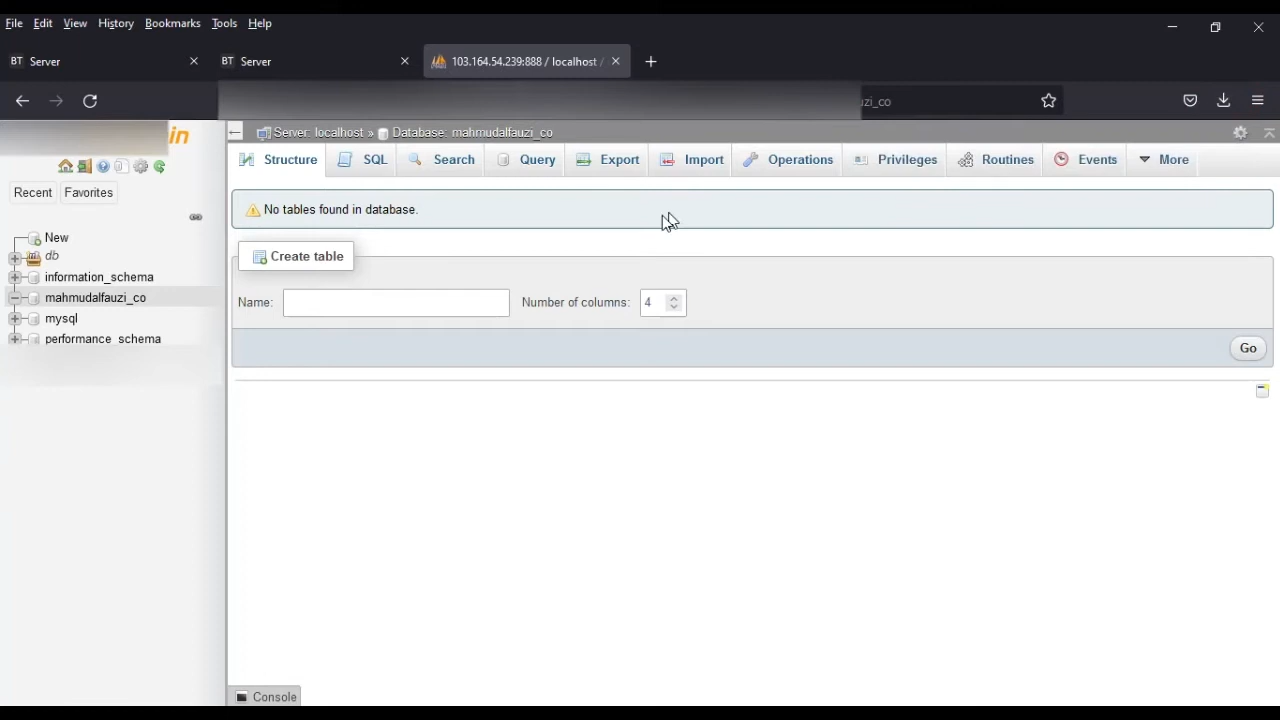 File Edit View History Bookmarks Tools Help
BT Server
BT Server
103.164.54.239:888 / localhost /
uzi_co
in
Server: localhost » Database: mahmudalfauzi_co
Structure SQL Search Query Export Import Operations Privileges Routines Events More
Recent Favorites
No tables found in database.
New
db
information_schema
mahmudalfauzi_co
mysql
performance_schema
Create table
Name: Number of columns: 4
Go
Console